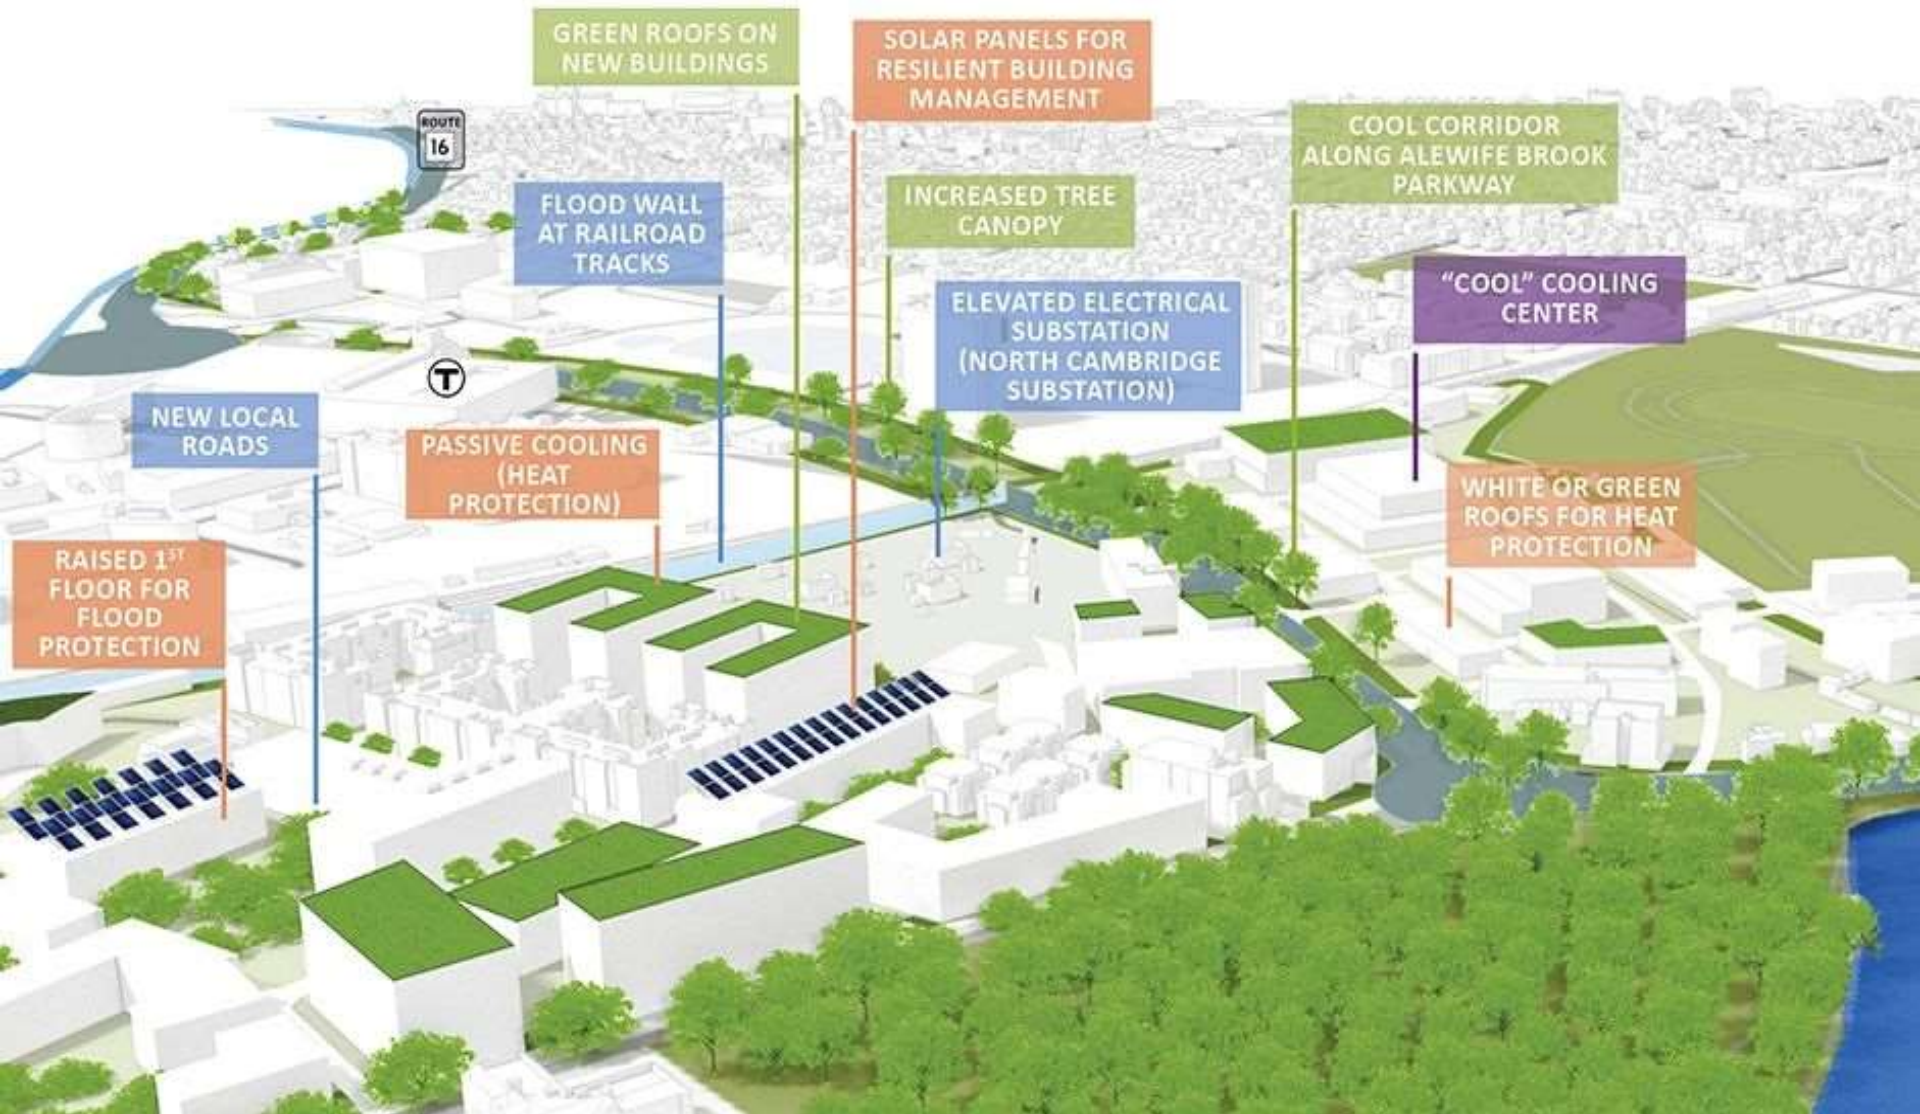 GREEN ROOFS ON
NEW BUILDINGS
SOLAR PANELS FOR
RESILIENT BUILDING
MANAGEMENT
ROUTE
16
COOL CORRIDOR
ALONG ALEWIFE BROOK
PARKWAY
FLOOD WALL
AT RAILROAD
TRACKS
INCREASED TREE
CANOPY
"COOL" COOLING
CENTER
ELEVATED ELECTRICAL
SUBSTATION
(NORTH CAMBRIDGE
SUBSTATION)
T
NEW LOCAL
ROADS
PASSIVE COOLING
(HEAT
PROTECTION)
WHITE OR GREEN
ROOFS FOR HEAT
PROTECTION
RAISED 1ST
FLOOR FOR
FLOOD
PROTECTION